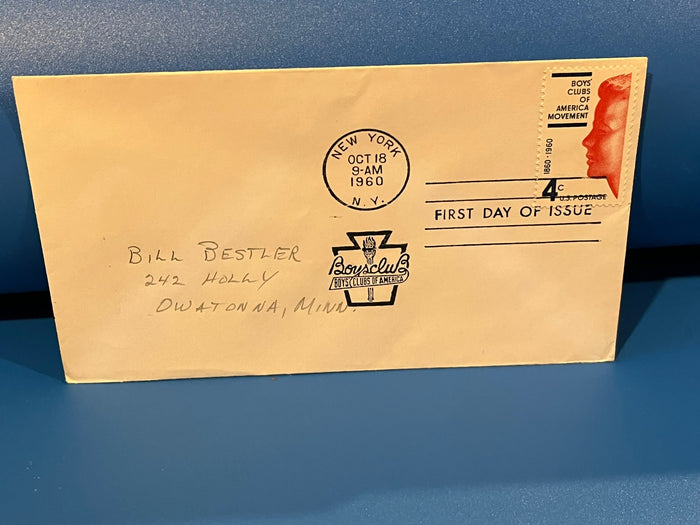 BOYS'
CLUBS
OF
AMERICA
MOVEMENT
1860-1960
4c
U.S. POSTAGE
NEW YORK
OCT 18
9-AM
1960
N.Y.
FIRST DAY OF ISSUE
Boysclub
BOYS' CLUBS OF AMERICA
BILL BESTLER
242 HOLLY
OWATONNA, MINN.